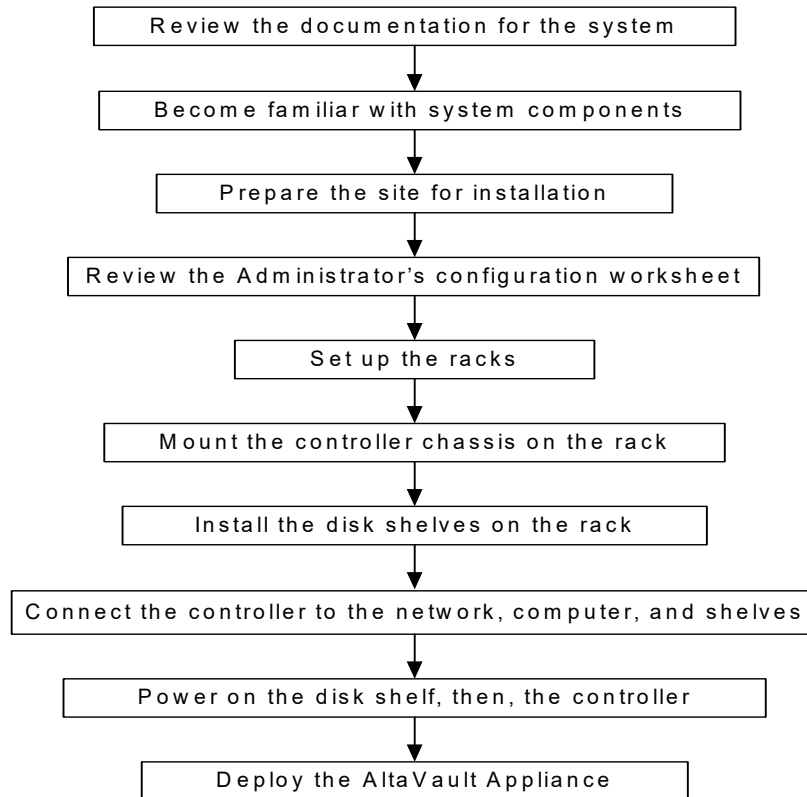 Review the documentation for the system
Become familiar with system components
Prepare the site for installation
Review the Administrator’s configuration worksheet
Set up the racks
Mount the controller chassis on the rack
Install the disk shelves on the rack
Connect the controller to the network, computer, and shelves
Power on the disk shelf, then, the controller
Deploy the AltaVault Appliance